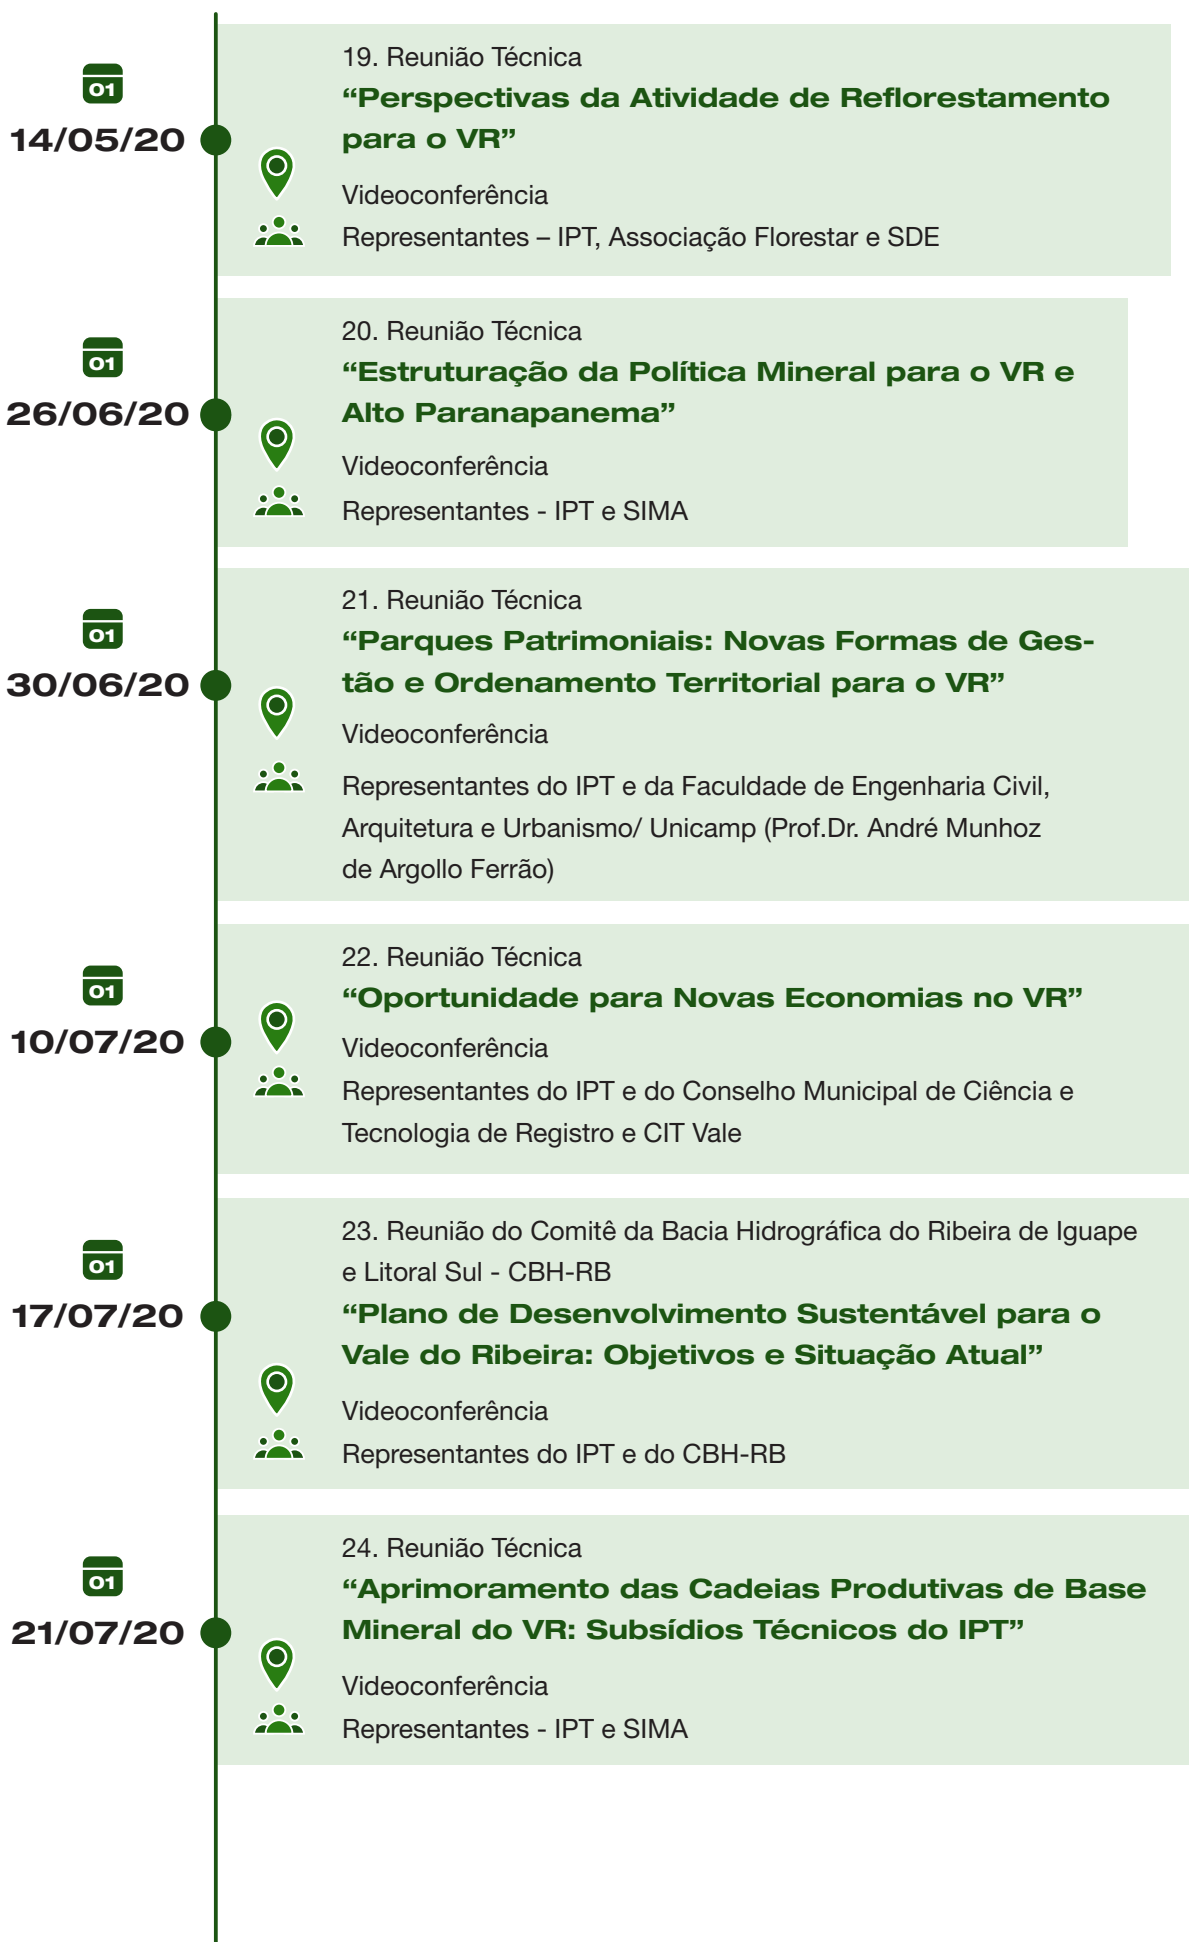 01
14/05/20
19. Reunião Técnica
“Perspectivas da Atividade de Reflorestamento
para o VR”
Videoconferência
Representantes – IPT, Associação Florestar e SDE
01
26/06/20
20. Reunião Técnica
“Estruturação da Política Mineral para o VR e
Alto Paranapanema”
Videoconferência
Representantes - IPT e SIMA
01
30/06/20
21. Reunião Técnica
“Parques Patrimoniais: Novas Formas de Ges-
tão e Ordenamento Territorial para o VR”
Videoconferência
Representantes do IPT e da Faculdade de Engenharia Civil,
Arquitetura e Urbanismo/ Unicamp (Prof.Dr. André Munhoz
de Argollo Ferrão)
01
10/07/20
22. Reunião Técnica
“Oportunidade para Novas Economias no VR”
Videoconferência
Representantes do IPT e do Conselho Municipal de Ciência e
Tecnologia de Registro e CIT Vale
01
17/07/20
23. Reunião do Comitê da Bacia Hidrográfica do Ribeira de Iguape
e Litoral Sul - CBH-RB
“Plano de Desenvolvimento Sustentável para o
Vale do Ribeira: Objetivos e Situação Atual”
Videoconferência
Representantes do IPT e do CBH-RB
01
21/07/20
24. Reunião Técnica
“Aprimoramento das Cadeias Produtivas de Base
Mineral do VR: Subsídios Técnicos do IPT”
Videoconferência
Representantes - IPT e SIMA